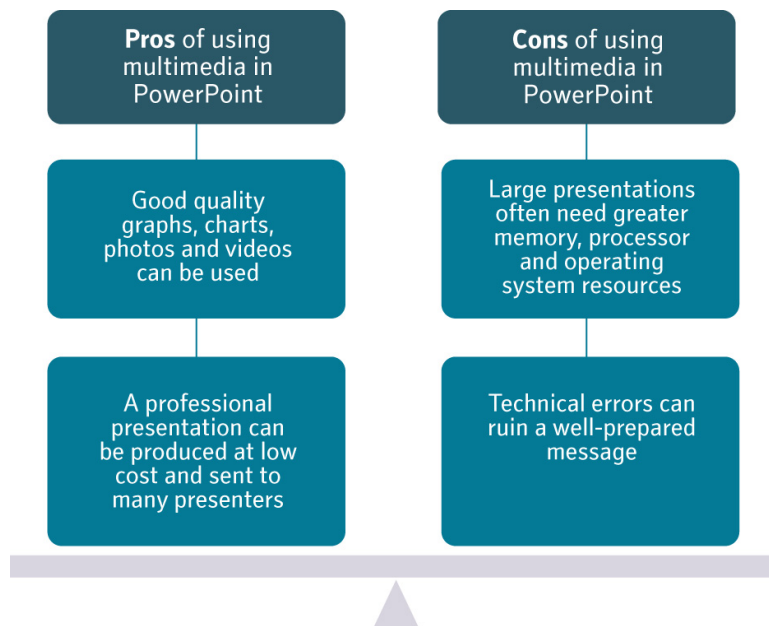 Pros of using
multimedia in
PowerPoint
Good quality
graphs, charts,
photos and videos
can be used
A professional
presentation can
be produced at low
cost and sent to
many presenters
Cons of using
multimedia in
PowerPoint
Large presentations
often need greater
memory, processor
and operating
system resources
Technical errors can
ruin a well-prepared
message